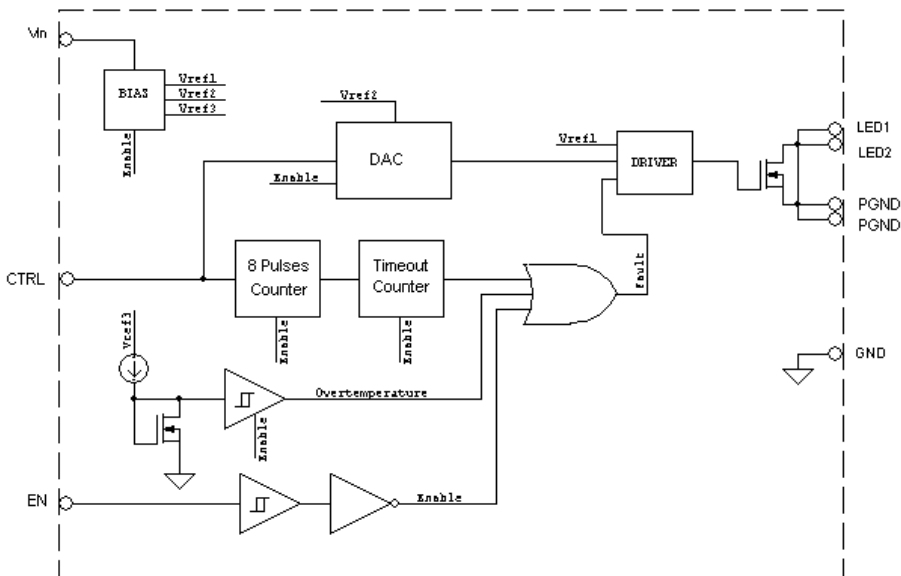 Vin
BIAS
Vref1
Vref2
Vref3
Enable
Vref2
DAC
Enable
Vref1
DRIVER
LED1
LED2
PGND
PGND
CTRL
8 Pulses
Counter
Timeout
Counter
Enable
Enable
Fault
Vref3
GND
Overtemperature
Enable
EN
Enable